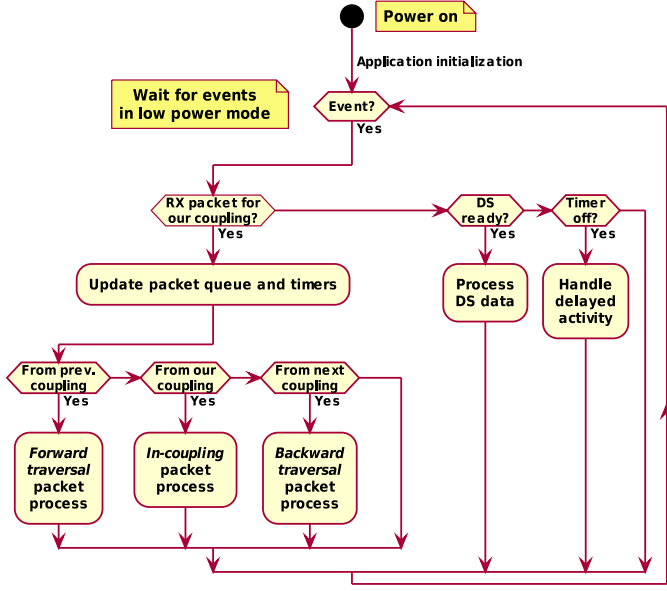 Power on
Application initialization
Wait for events
in low power mode
Event?
Yes
RX packet for
our coupling?
Yes
DS
ready?
Yes
Timer
off?
Yes
Update packet queue and timers
Process
DS data
Handle
delayed
activity
From prev.
coupling
Yes
From our
coupling
Yes
From next
coupling
Yes
Forward
traversal
packet
process
In-coupling
packet
process
Backward
traversal
packet
process